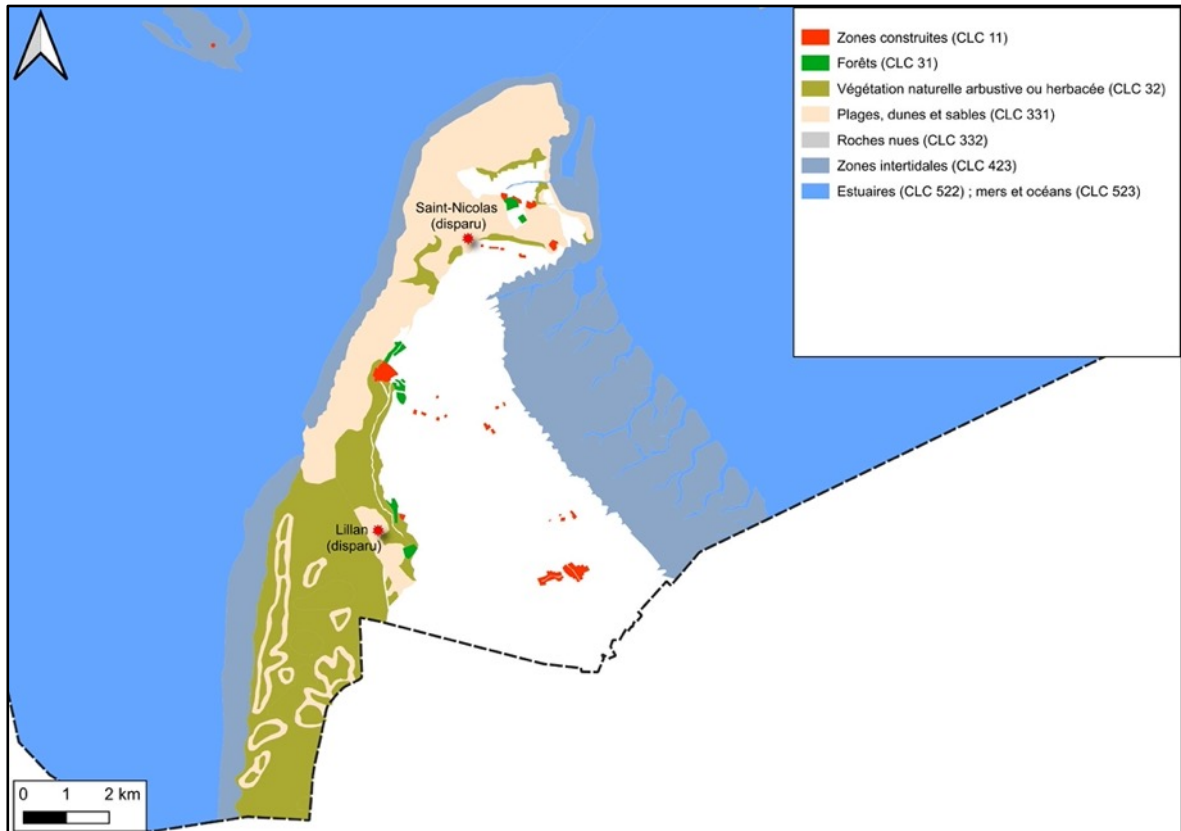 Zones construites (CLC 11)
Forêts (CLC 31)
Végétation naturelle arbustive ou herbacée (CLC 32)
Plages, dunes et sables (CLC 331)
Roches nues (CLC 332)
Zones intertidales (CLC 423)
Estuaires (CLC 522) ; mers et océans (CLC 523)
Saint-Nicolas
(disparu)
Lillan
(disparu)
0 1 2 km